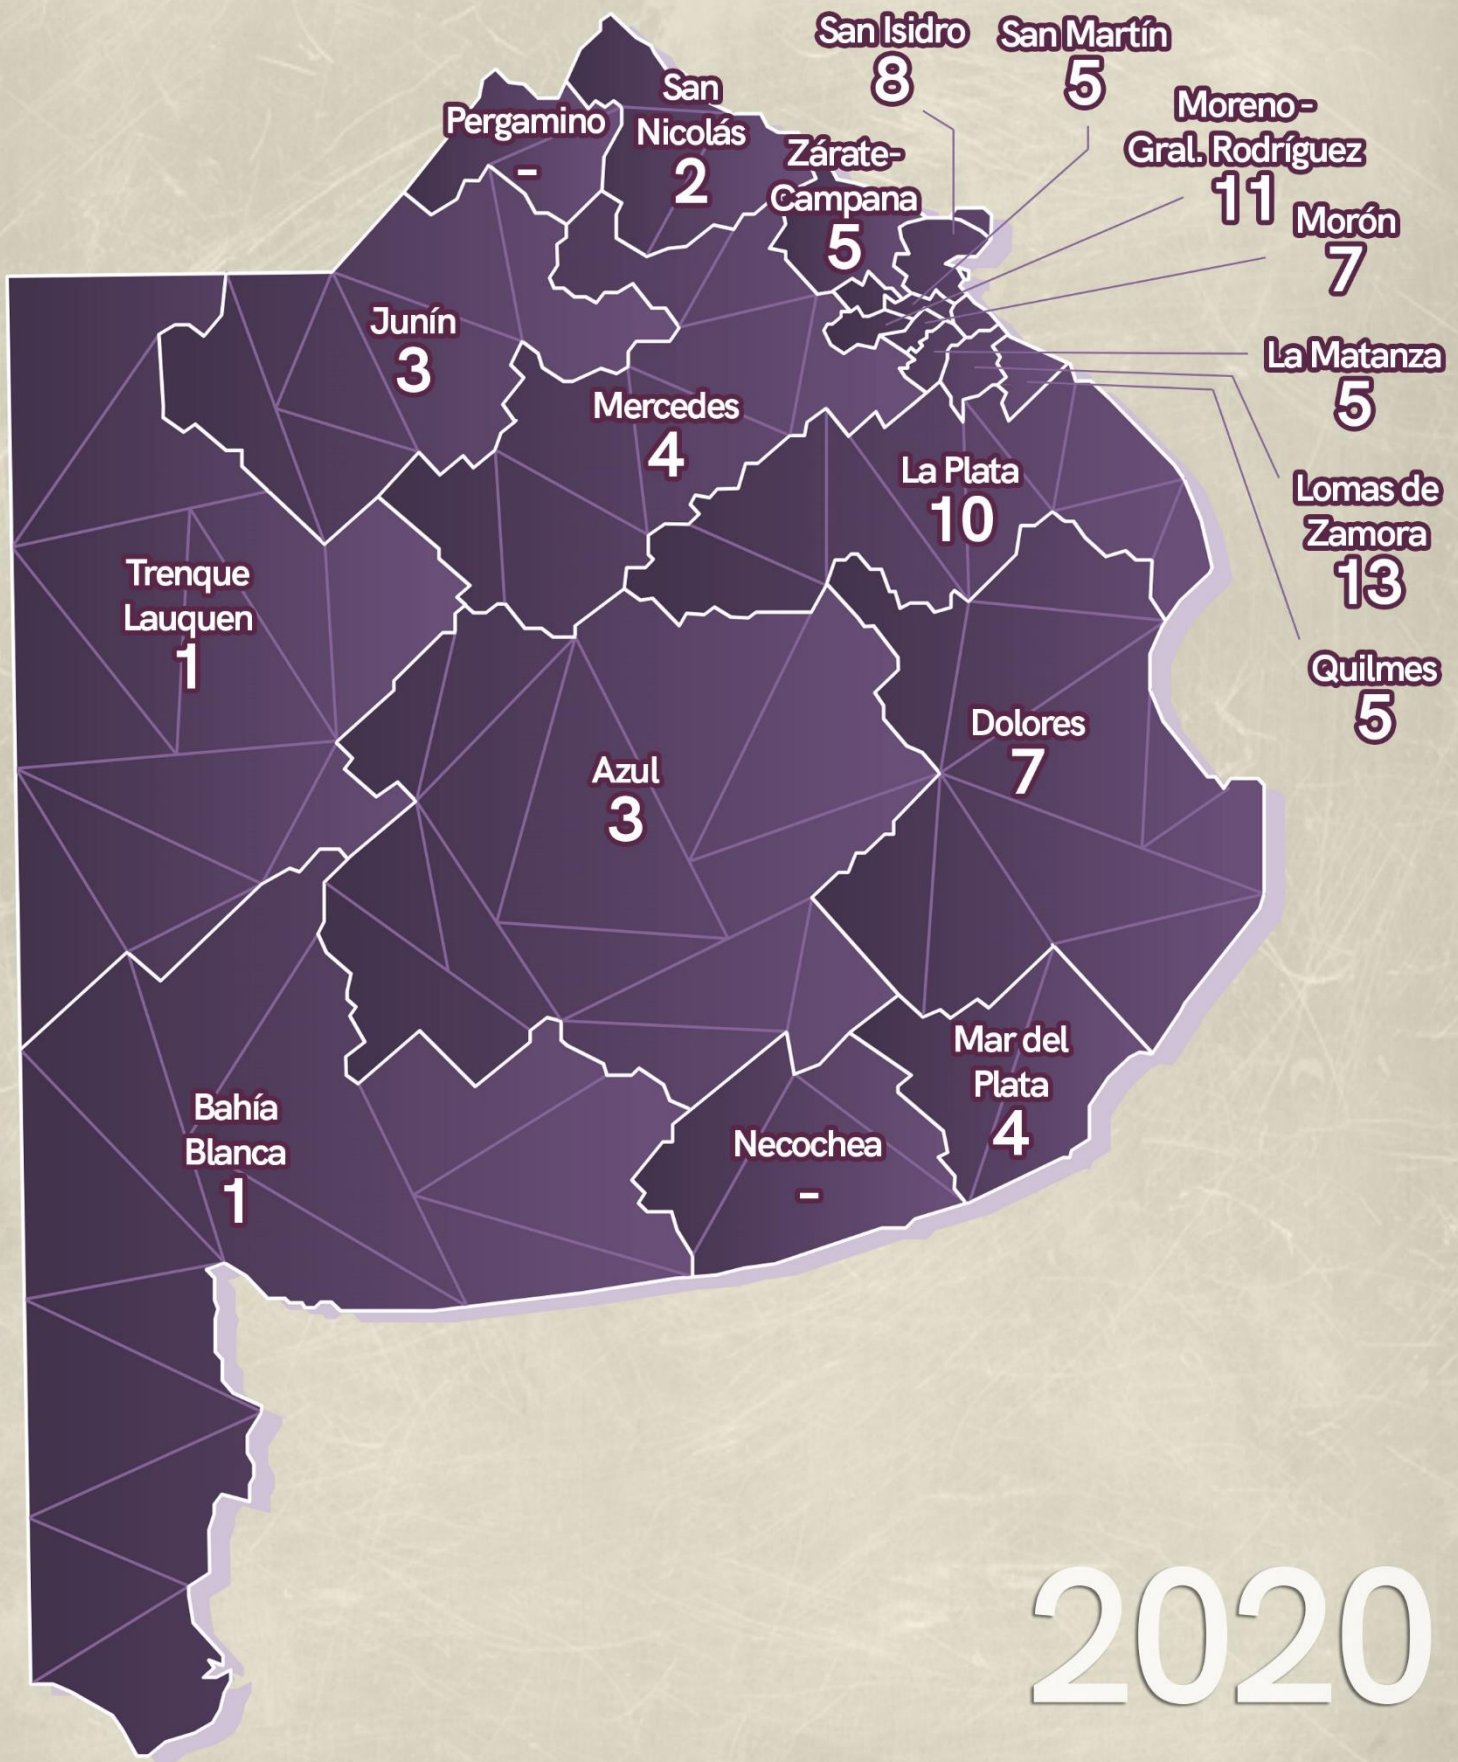 San Isidro
8
San Martín
5
Moreno -
Gral. Rodríguez
11
Morón
7
La Matanza
5
Lomas de
Zamora
13
Quilmes
5
Pergamino
-
San
Nicolás
2
Zárate-
Campana
5
Junín
3
Mercedes
4
La Plata
10
Trenque
Lauquen
1
Azul
3
Dolores
7
Mar del
Plata
4
Bahía
Blanca
1
Necochea
-
2020